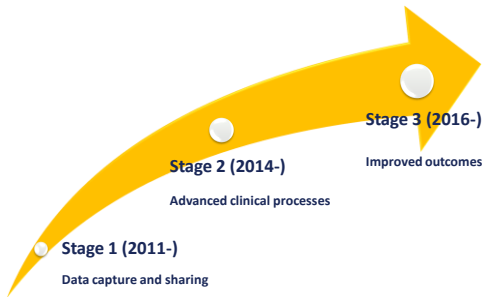 Stage 3 (2016-)
Improved outcomes
Stage 2 (2014-)
Advanced clinical processes
Stage 1 (2011-)
Data capture and sharing